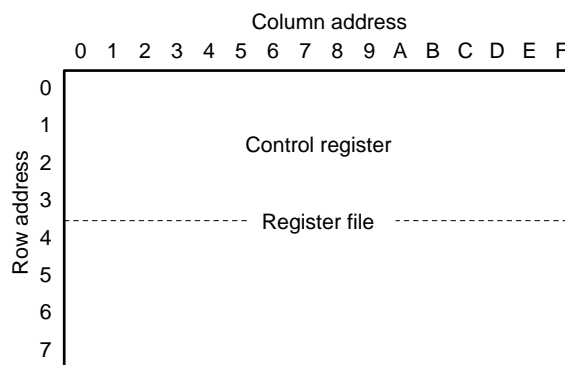 Column address
0 1 2 3 4 5 6 7 8 9 A B C D E F
Row address
0
1
Control register
2
3
Register file
4
5
6
7